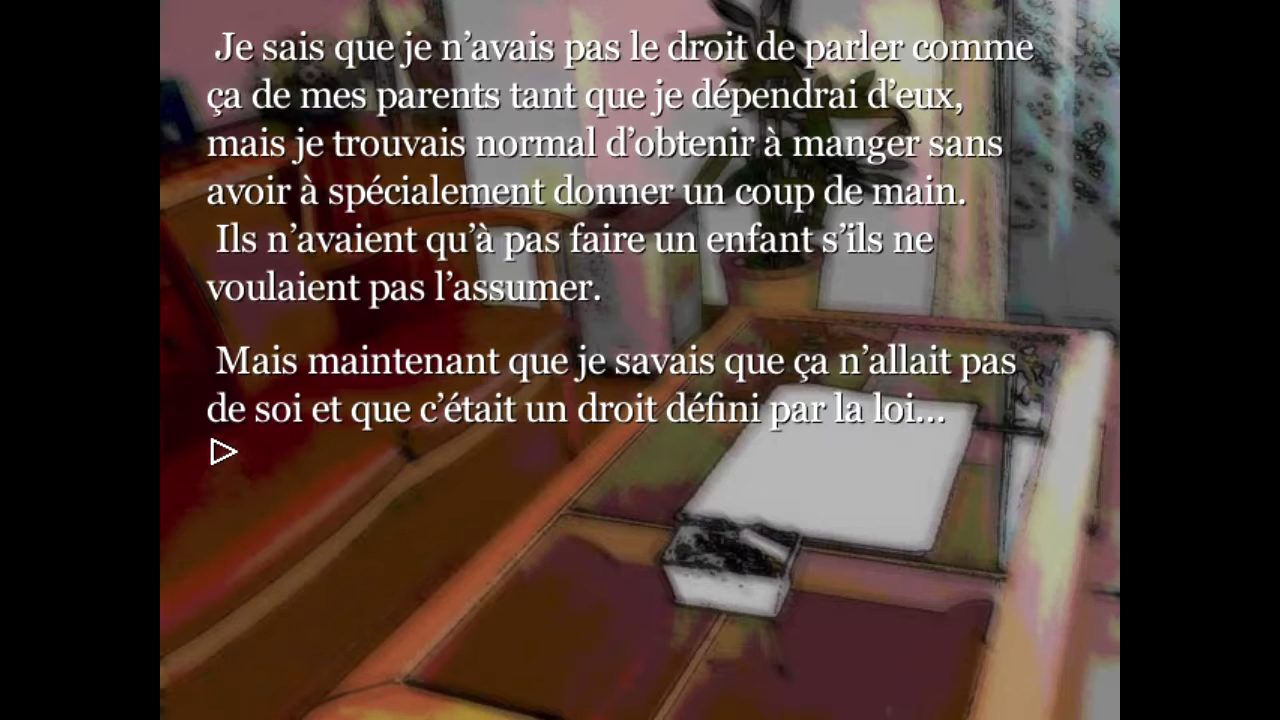 Je sais que je n’avais pas le droit de parler comme
ça de mes parents tant que je dépendrai d’eux,
mais je trouvais normal d’obtenir à manger sans
avoir à spécialement donner un coup de main.
Ils n’avaient qu’à pas faire un enfant s’ils ne
voulaient pas l’assumer.
Mais maintenant que je savais que ça n’allait pas
de soi et que c’était un droit défini par la loi...